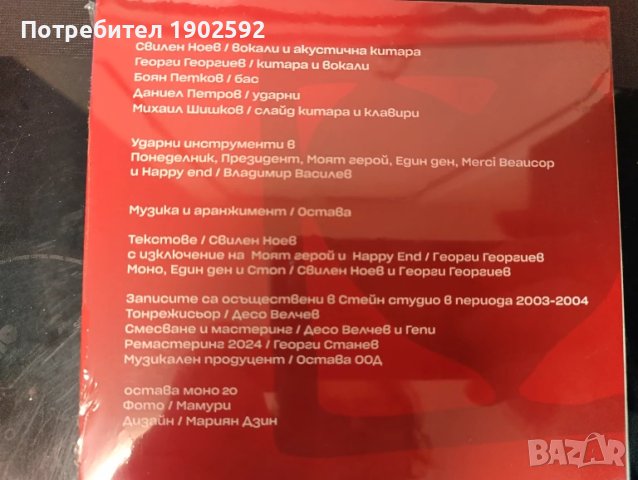 Потребител 1902592
Свилен Ноев / вокали и акустична китара
Георги Георгиев / китара и вокали
Боян Петков / бас
Даниел Петров / ударни
Михаил Шишков / слайд китара и клавири
Ударни инструменти в
Понеделник, Президент, Моят герой, Един ден, Merci Beaucop
и Happy end / Владимир Василев
Музика и аранжимент / Остава
Текстове / Свилен Ноев
с изключение на Моят герой и Happy End / Георги Георгиев
Моно, Един ден и Стоп / Свилен Ноев и Георги Георгиев
Записите са осъществени в Стейн студио в периода 2003-2004
Тонрежисьор / Десо Велчев
Смесване и мастеринг / Десо Велчев и Гепи
Ремастеринг 2024 / Георги Станев
Музикален продуцент / Остава ООД
остава моно 20
Фото / Мамури
Дизайн / Мариян Дзин
BAZAR